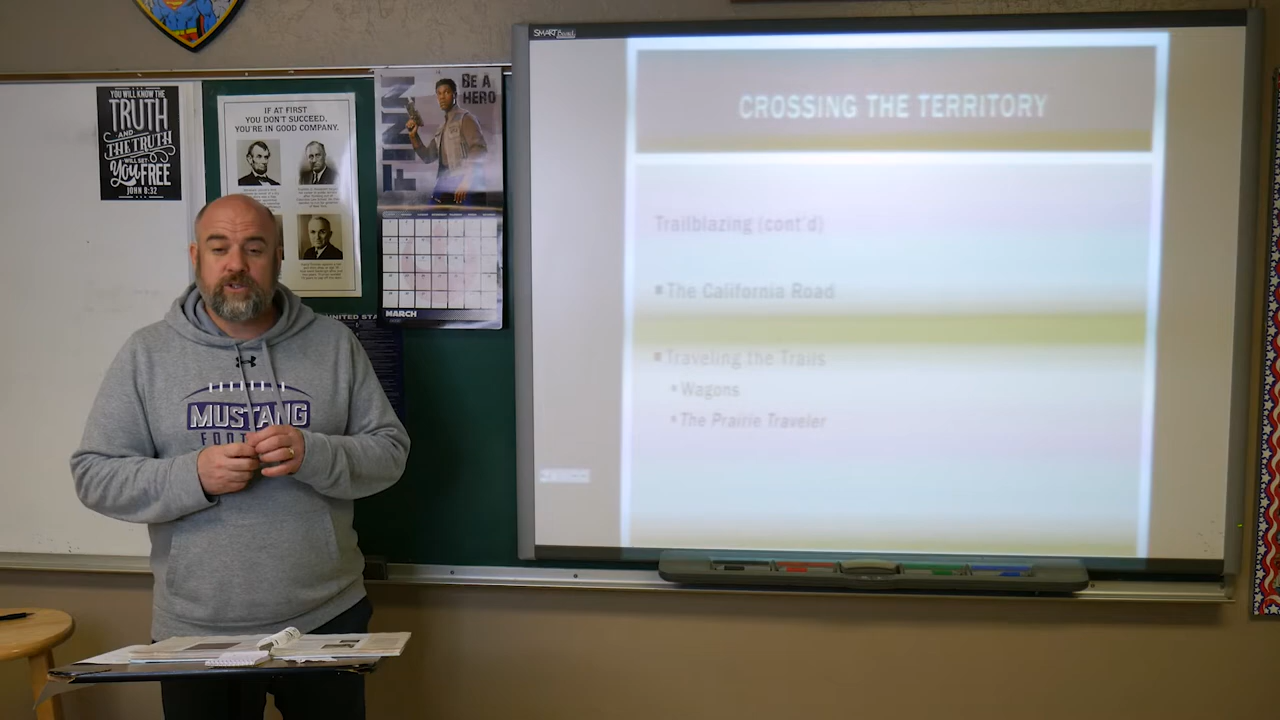 SMART Board
YOU WILL KNOW THE
TRUTH
AND
THE TRUTH
WILL SET
You FREE
JOHN 8:32
IF AT FIRST
YOU DON'T SUCCEED,
YOU'RE IN GOOD COMPANY.
FINN
BE A
HERO
MARCH
UNITED STA
MUSTANG
FOOT
CROSSING THE TERRITORY
Trailblazing (cont'd)
▪The California Road
▪Traveling the Trails
▪Wagons
▪The Prairie Traveler